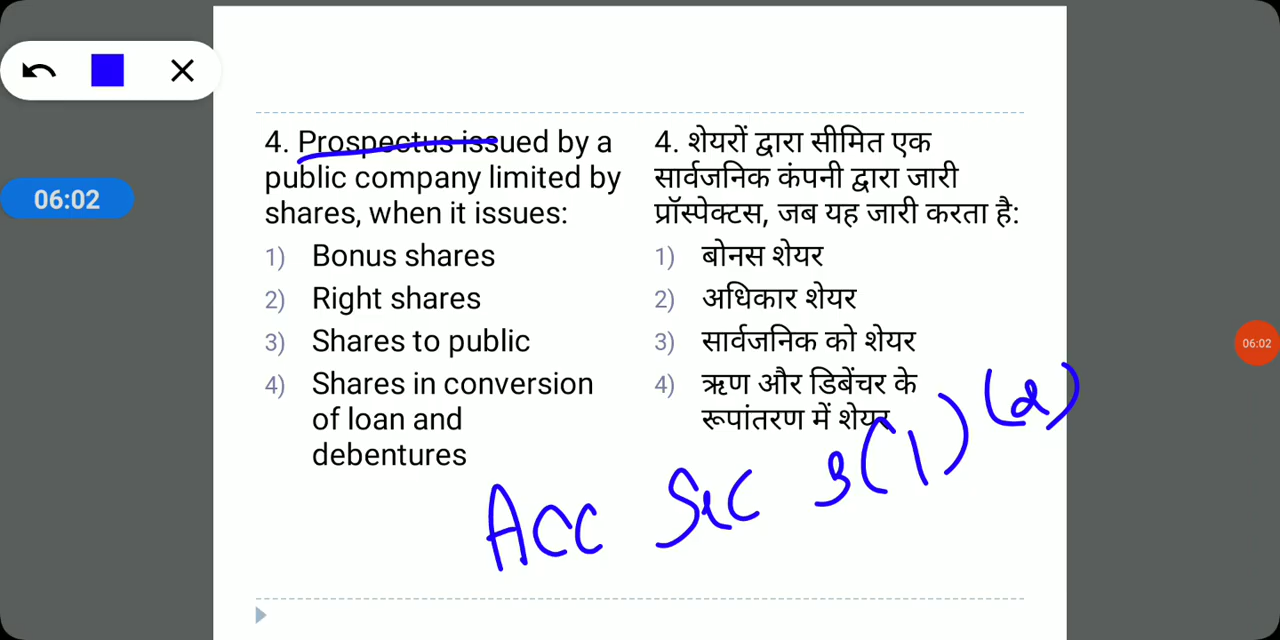 06:02
4. Prospectus issued by a
public company limited by
shares, when it issues:
1) Bonus shares
2) Right shares
3) Shares to public
4) Shares in conversion
of loan and
debentures
4. शेयरों द्वारा सीमित एक
सार्वजनिक कंपनी द्वारा जारी
प्रॉस्पेक्टस, जब यह जारी करता है:
1) बोनस शेयर
2) अधिकार शेयर
3) सार्वजनिक को शेयर
4) ऋण और डिबेंचर के
रूपांतरण में शेयर
Acc Sec 3(1) (2)
06:02